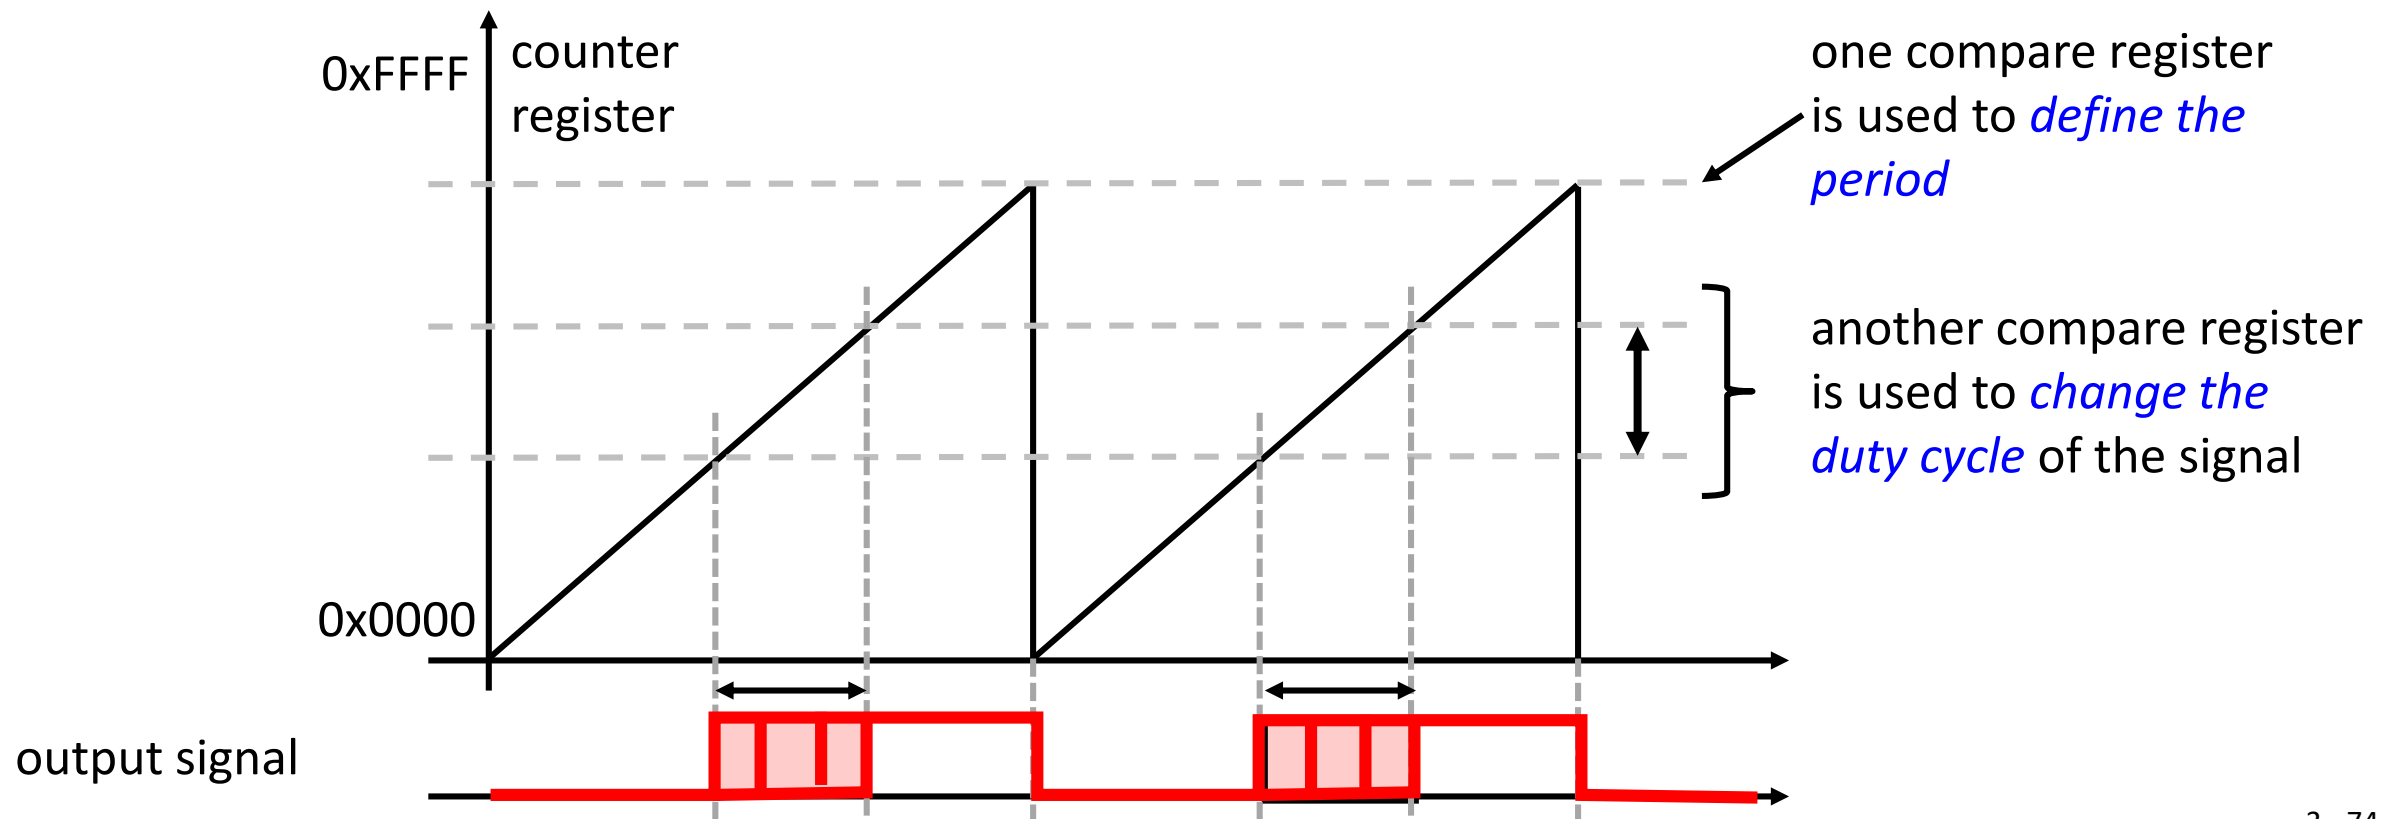 0xFFFF
counter
register
one compare register
is used to define the
period
another compare register
is used to change the
duty cycle of the signal
0x0000
output signal